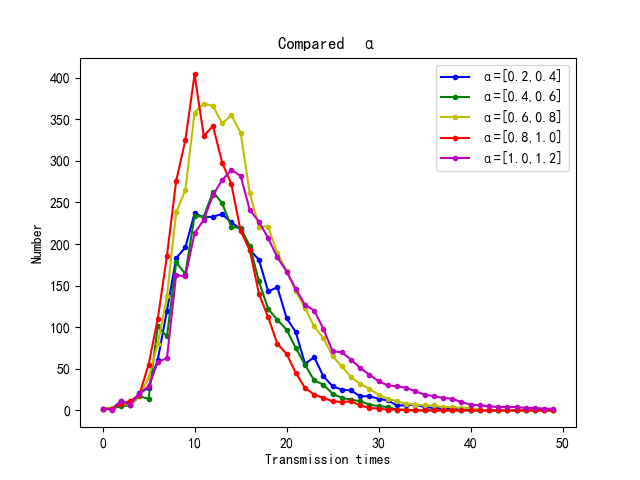 Compared α
400
350
300
250
200
150
100
50
0
Number
0 10 20 30 40 50
Transmission times
α=[0.2,0.4]
α=[0.4,0.6]
α=[0.6,0.8]
α=[0.8,1.0]
α=[1.0,1.2]